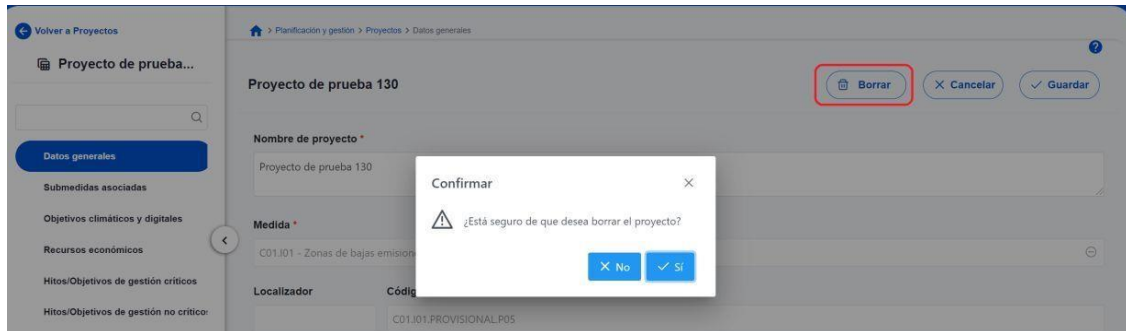 Volver a Proyectos
Proyecto de prueba...
Datos generales
Submedidas asociadas
Objetivos climáticos y digitales
Recursos económicos
Hitos/Objetivos de gestión críticos
Hitos/Objetivos de gestión no crítico
> Planificación y gestión > Proyectos > Datos generales
?
Proyecto de prueba 130
Borrar
Cancelar
Guardar
Nombre de proyecto *
Proyecto de prueba 130
Confirmar
¿Está seguro de que desea borrar el proyecto?
No
Sí
Medida *
C01.I01 - Zonas de bajas emision
Localizador
Códig
C01.I01.PROVISIONAL.P05